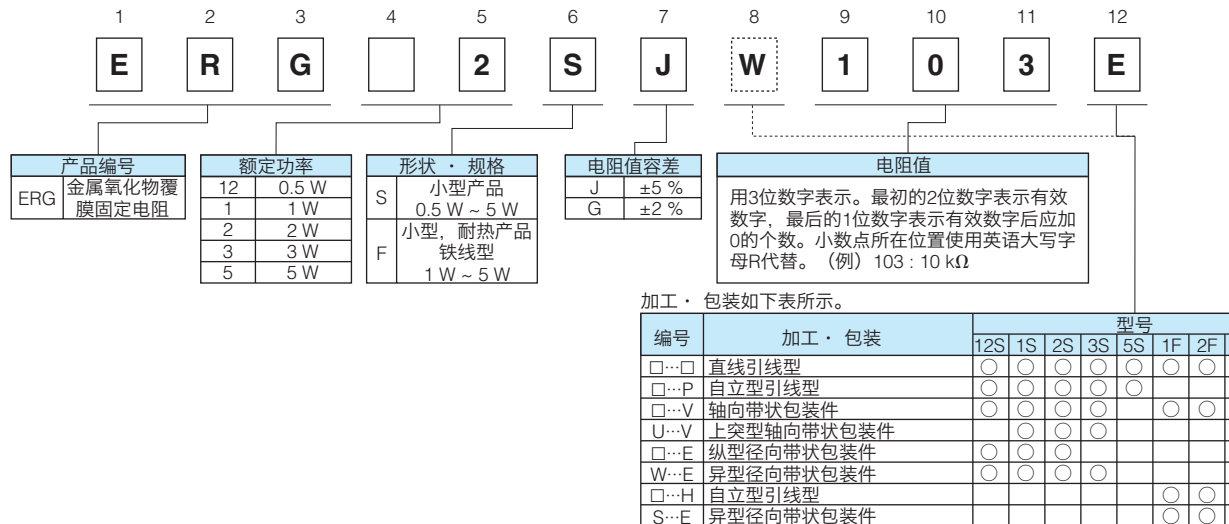 1 2 3 4 5 6 7 8 9 10 11 12
E R G 2 S J W 1 0 3 E
产品编号
ERG 金属氧化物覆膜固定电阻
额定功率
12 0.5 W
1 1 W
2 2 W
3 3 W
5 5 W
形状 · 规格
S 小型产品
0.5 W ~ 5 W
F 小型，耐热产品
铁线型
1 W ~ 5 W
电阻值容差
J ±5 %
G ±2 %
电阻值
用3位数字表示。最初的2位数字表示有效
数字，最后的1位数字表示有效数字后应加
0的个数。小数点所在位置使用英语大写字
母R代替。（例）103 : 10 kΩ
加工・ 包装如下表所示。
编号 加工・ 包装 型号
12S 1S 2S 3S 5S 1F 2F
□…□ 直线引线型 ○ ○ ○ ○ ○ ○ ○
□…P 自立型引线型 ○ ○ ○ ○ ○
□…V 轴向带状包装件 ○ ○ ○ ○ ○ ○
U…V 上突型轴向带状包装件 ○ ○ ○
□…E 纵型径向带状包装件 ○ ○ ○
W…E 异型径向带状包装件 ○ ○ ○ ○
□…H 自立型引线型 ○ ○
S…E 异型径向带状包装件 ○ ○